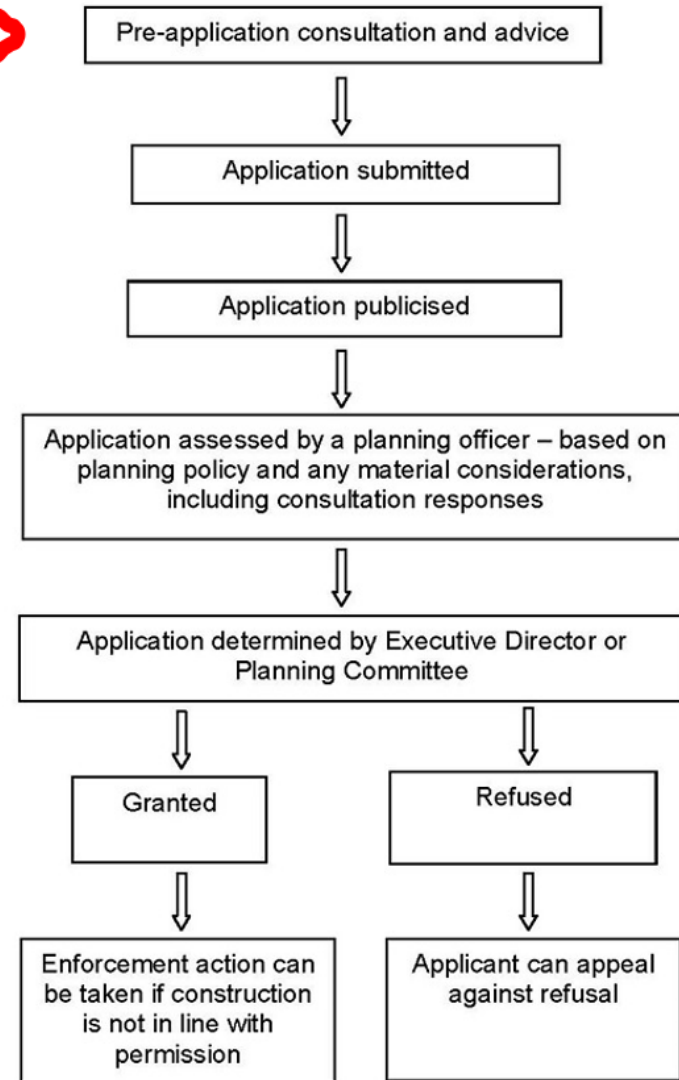 Pre-application consultation and advice
Application submitted
Application publicised
Application assessed by a planning officer – based on
planning policy and any material considerations,
including consultation responses
Application determined by Executive Director or
Planning Committee
Granted
Refused
Enforcement action can
be taken if construction
is not in line with
permission
Applicant can appeal
against refusal